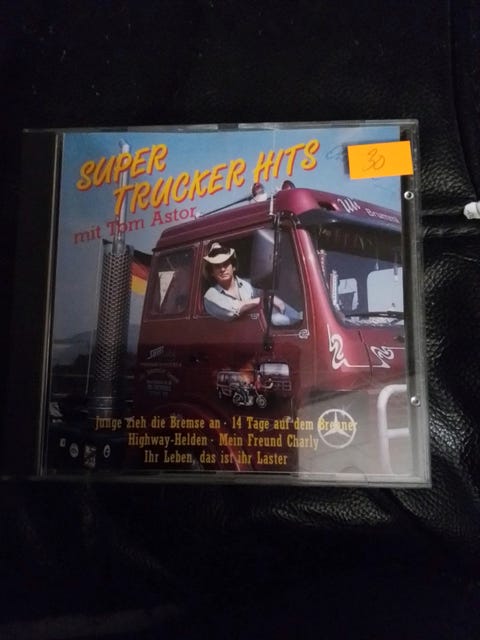 SUPER
TRUCKER HITS
mit Tom Astor
30
Brummi
Junge zieh die Bremse an · 14 Tage auf dem Brenner
Highway-Helden · Mein Freund Charly
Ihr Leben, das ist ihr Laster